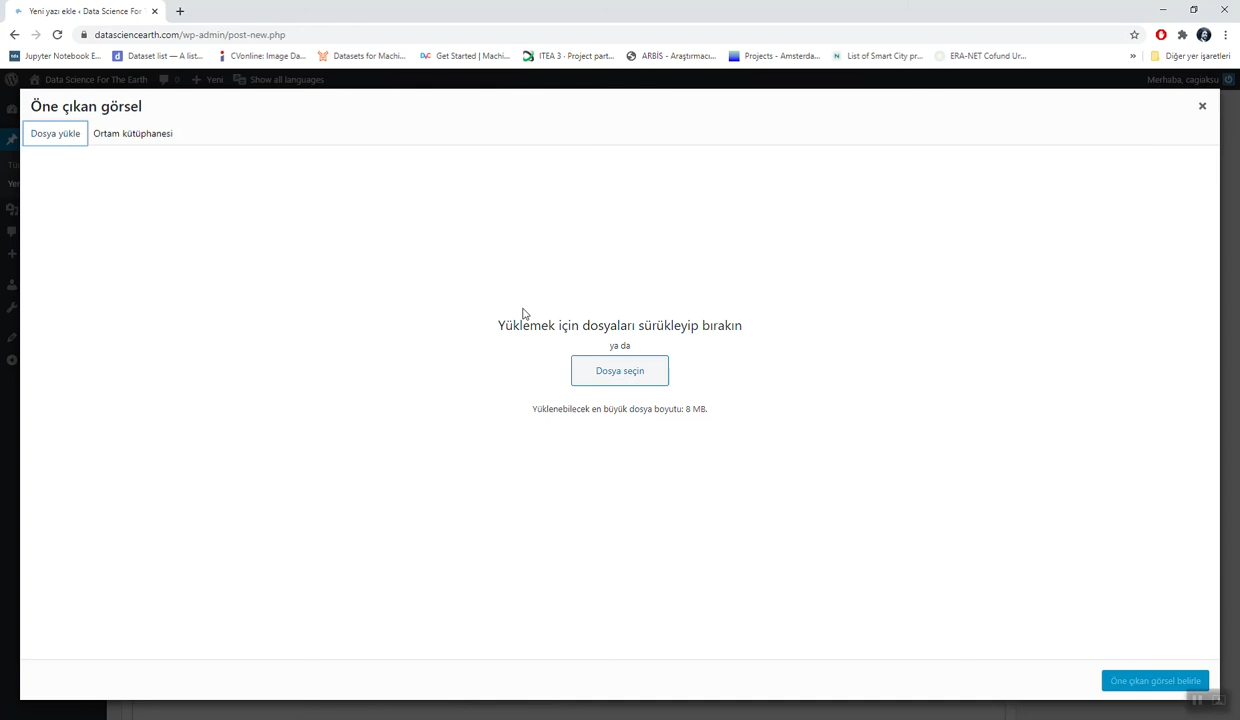 Yeni yazı ekle ‹ Data Science For
datascienceearth.com/wp-admin/post-new.php
Jupyter Notebook E... Dataset list — A list... CVonline: Image Da... Datasets for Machi... Get Started | Machi... ITEA 3 · Project part... ARBİS - Araştırmacı... Projects - Amsterda... List of Smart City pr... ERA-NET Cofund Ur... » Diğer yer işaretleri
Data Science For The Earth 0 Yeni Show all languages Merhaba, cagiaksu
Öne çıkan görsel
Dosya yükle Ortam kütüphanesi
Yüklemek için dosyaları sürükleyip bırakın
ya da
Dosya seçin
Yüklenebilecek en büyük dosya boyutu: 8 MB.
Öne çıkan görsel belirle